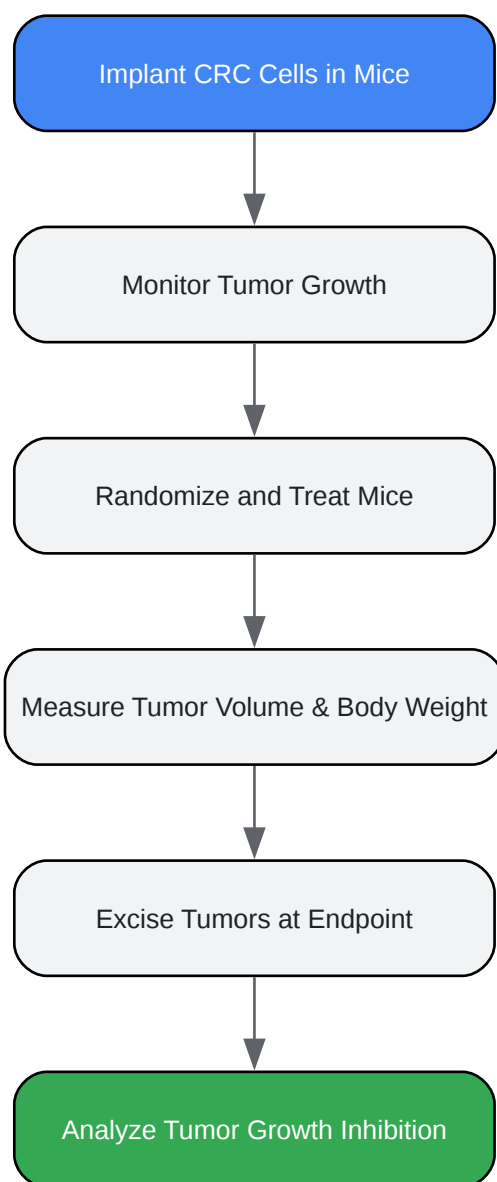 Implant CRC Cells in Mice
Monitor Tumor Growth
Randomize and Treat Mice
Measure Tumor Volume & Body Weight
Excise Tumors at Endpoint
Analyze Tumor Growth Inhibition